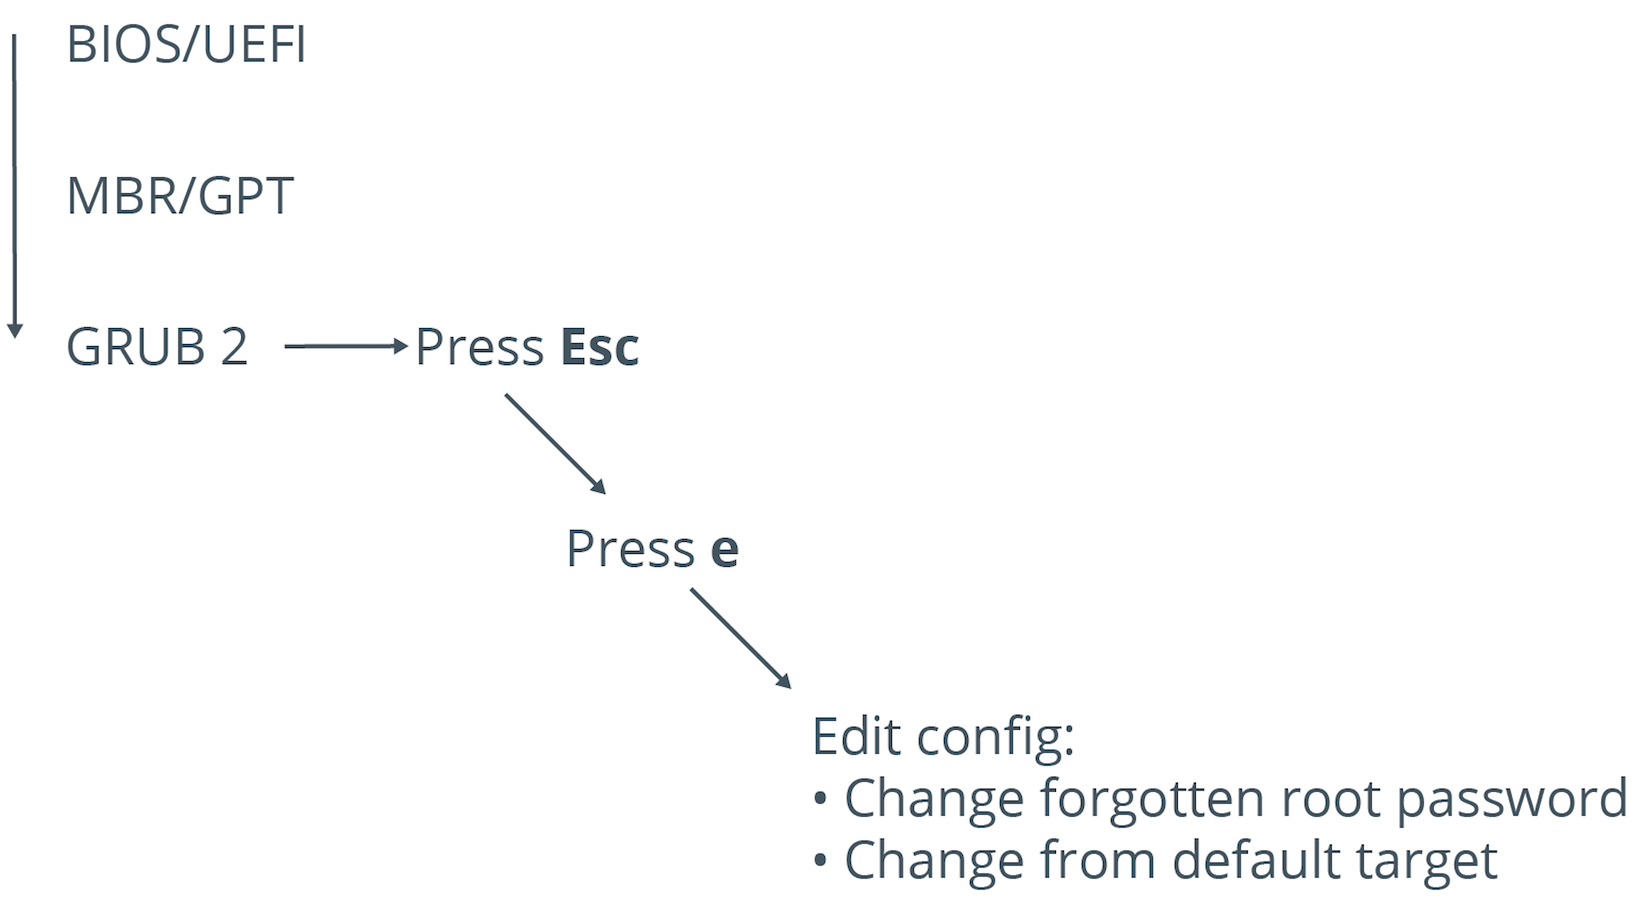 BIOS/UEFI
MBR/GPT
GRUB 2
Press Esc
Press e
Edit config:
• Change forgotten root password
• Change from default target